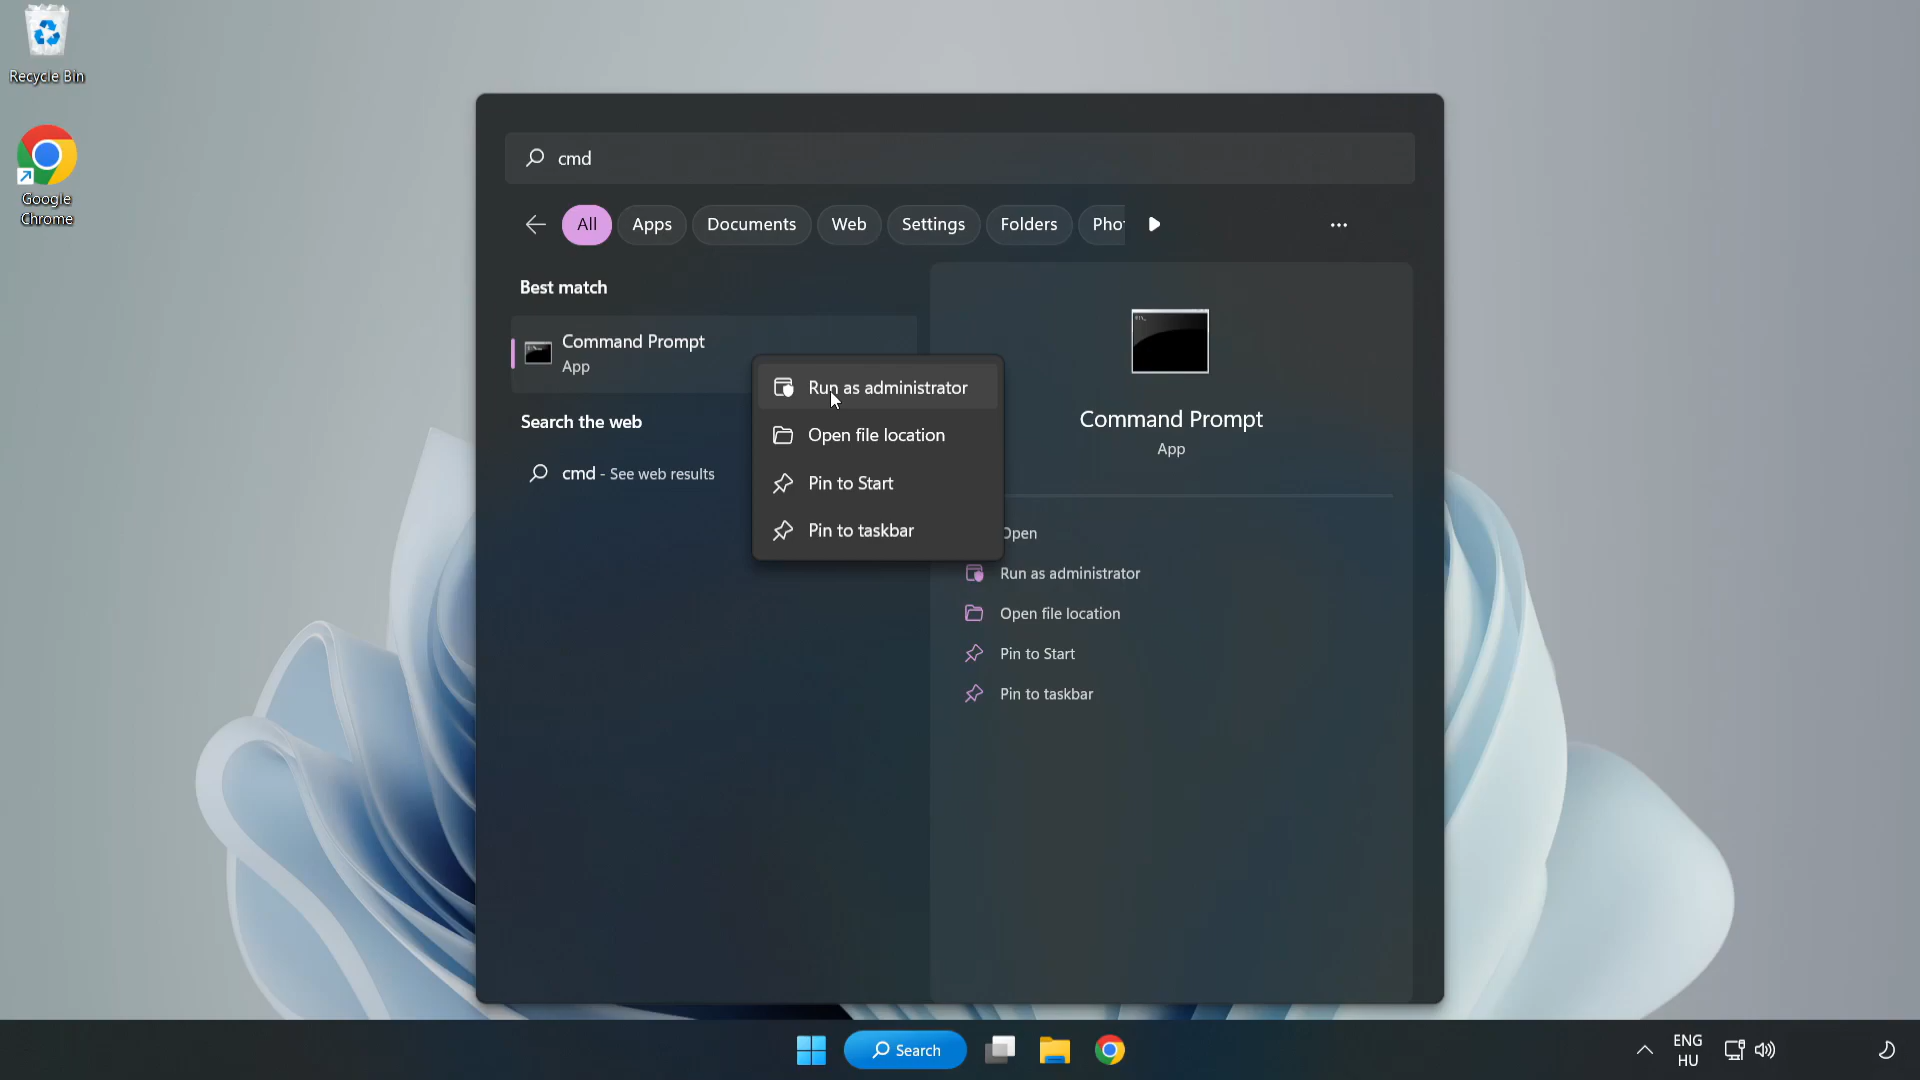 Recycle Bin
Google
Chrome
cmd
All
Apps
Documents
Web
Settings
Folders
Pho
Best match
Command Prompt
App
Search the web
cmd - See web results
Run as administrator
Open file location
Pin to Start
Pin to taskbar
Command Prompt
App
Open
Run as administrator
Open file location
Pin to Start
Pin to taskbar
Search
ENG
HU